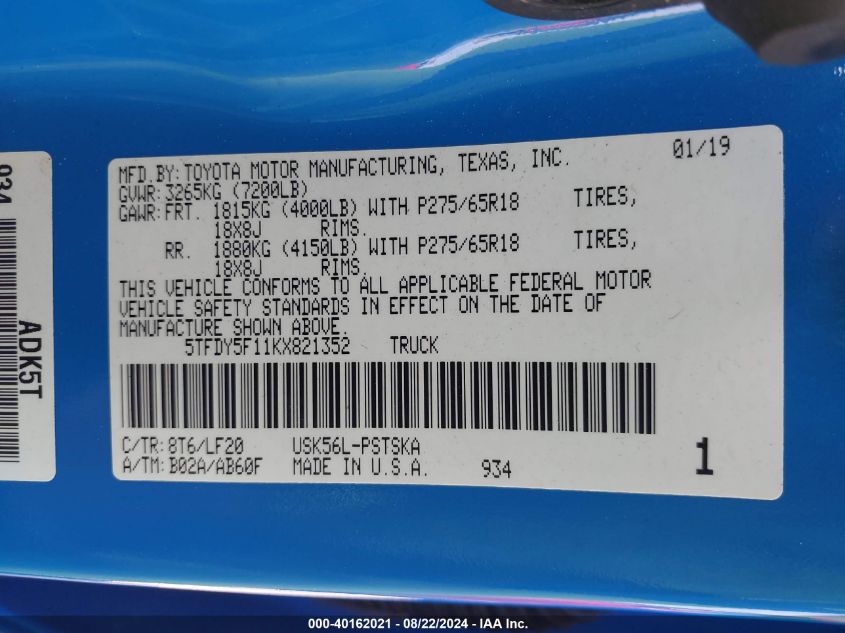 MFD.BY:TOYOTA MOTOR MANUFACTURING, TEXAS, INC. 01/19
GVWR:3265KG (7200LB)
GAWR:FRT. 1815KG (4000LB) WITH P275/65R18 TIRES,
18X8J RIMS.
RR. 1880KG (4150LB) WITH P275/65R18 TIRES,
18X8J RIMS,
THIS VEHICLE CONFORMS TO ALL APPLICABLE FEDERAL MOTOR
VEHICLE SAFETY STANDARDS IN EFFECT ON THE DATE OF
MANUFACTURE SHOWN ABOVE.
5TFDY5F11KX821352 TRUCK
C/TR:8T6/LF20 USK56L-PSTSKA
A/TM:B02A/AB60F MADE IN U.S.A. 934 1
934
ADK5T
000-40162021 - 08/22/2024 - IAA Inc.